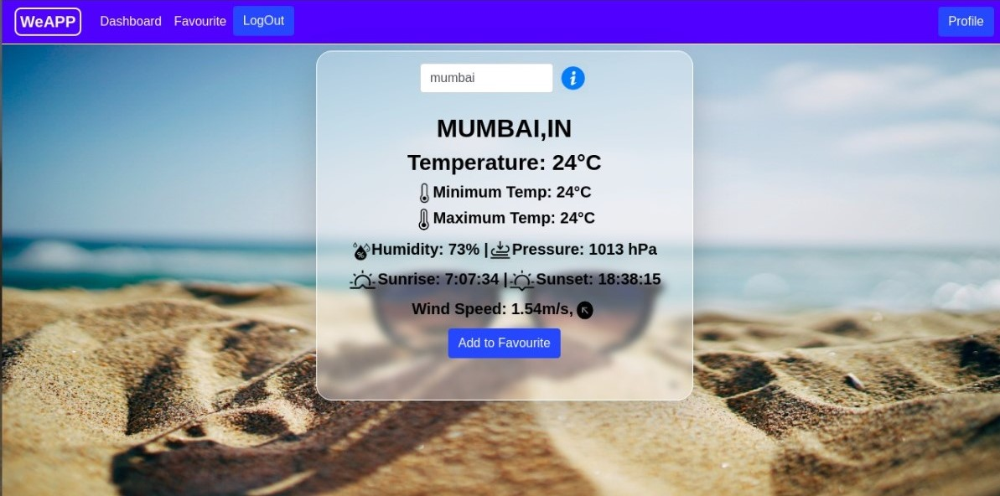 WeAPP Dashboard Favourite LogOut Profile
mumbai
MUMBAI,IN
Temperature: 24°C
Minimum Temp: 24°C
Maximum Temp: 24°C
Humidity: 73% | Pressure: 1013 hPa
Sunrise: 7:07:34 | Sunset: 18:38:15
Wind Speed: 1.54m/s,
Add to Favourite